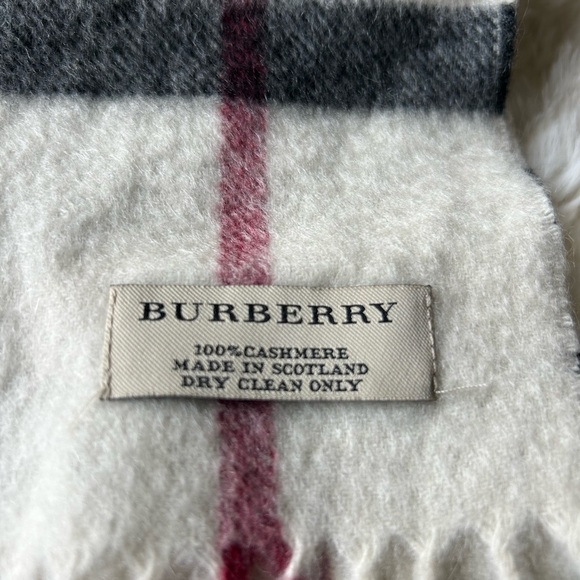 BURBERRY
100%CASHMERE
MADE IN SCOTLAND
DRY CLEAN ONLY